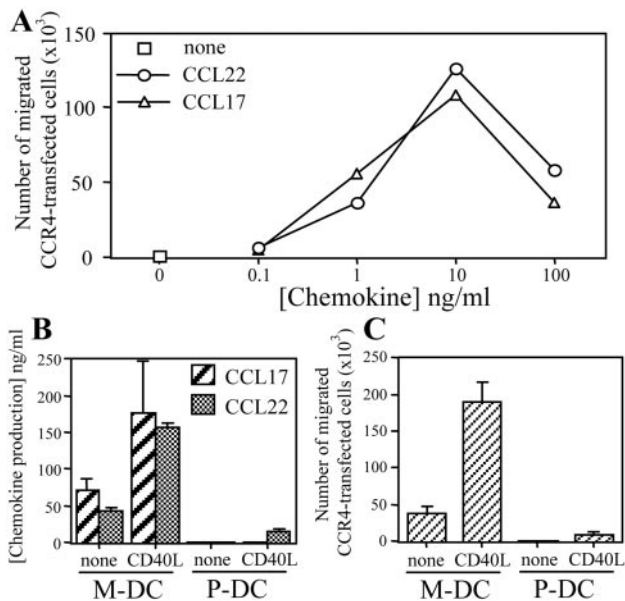 A
Number of migrated
CCR4-transfected cells (x10³)
150
100
50
0
none
CCL22
CCL17
0 0.1 1 10 100
[Chemokine] ng/ml
B
[Chemokine production] ng/ml
250
200
150
100
50
0
CCL17
CCL22
none CD40L none CD40L
M-DC P-DC
C
Number of migrated
CCR4-transfected cells (x10³)
250
200
150
100
50
0
none CD40L none CD40L
M-DC P-DC